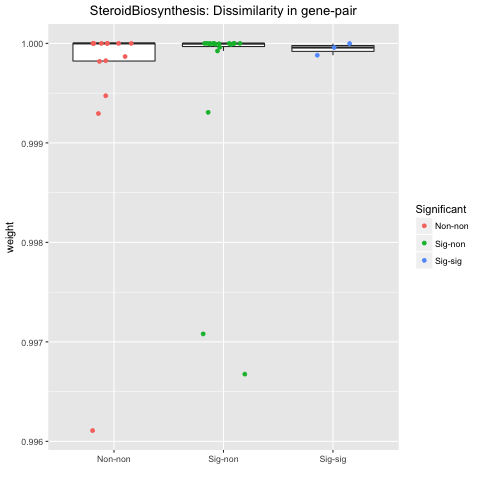 SteroidBiosynthesis: Dissimilarity in gene-pair
1.000
0.999
0.998
0.997
0.996
weight
Non-non
Sig-non
Sig-sig
Significant
Non-non
Sig-non
Sig-sig